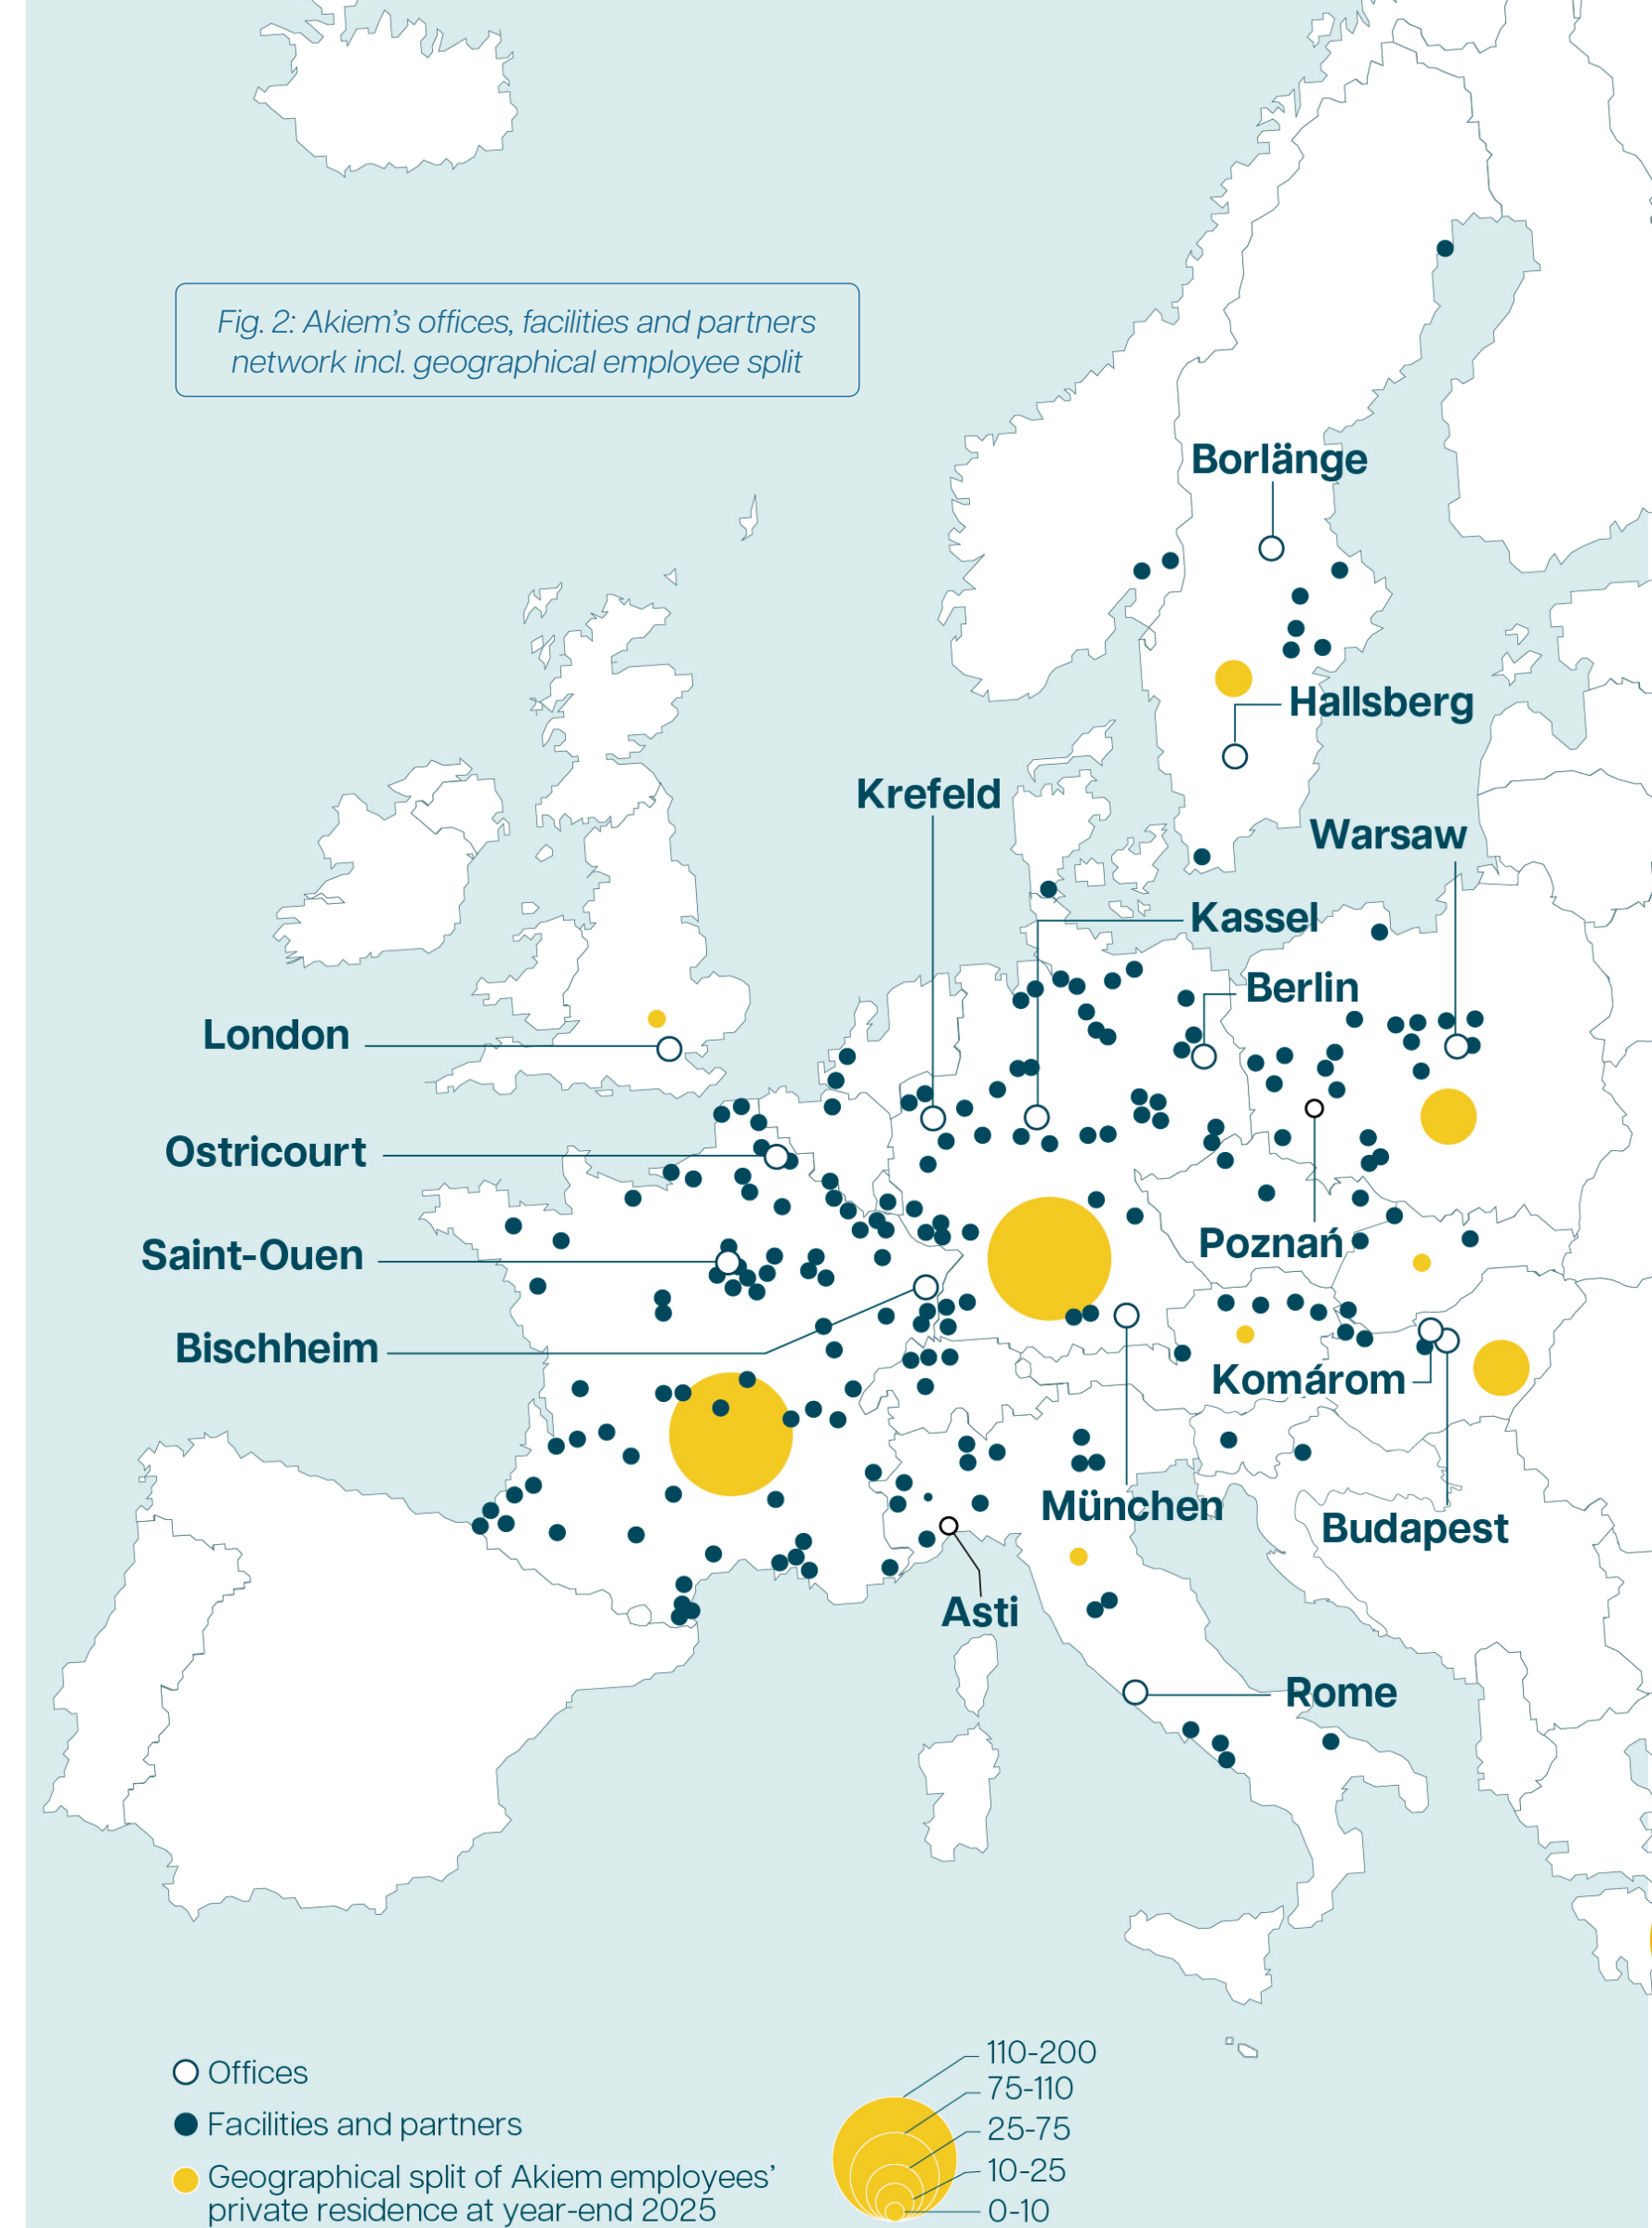 Fig. 2: Akiem's offices, facilities and partners
network incl. geographical employee split
Borlänge
Hallsberg
Krefeld
Warsaw
Kassel
Berlin
London
Ostricourt
Poznań
Saint-Ouen
Bischheim
Komárom
München
Budapest
Asti
Rome
Offices
Facilities and partners
Geographical split of Akiem employees'
private residence at year-end 2025
110-200
75-110
25-75
10-25
0-10